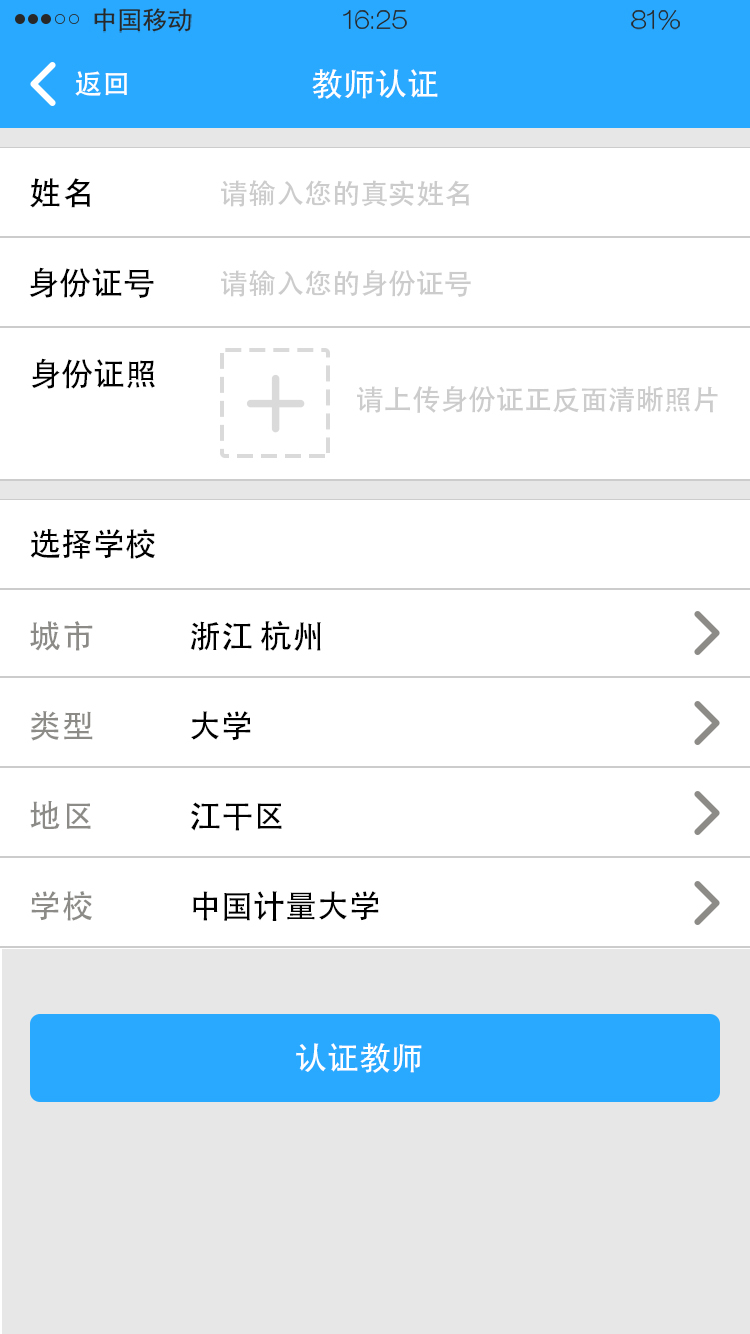 中国移动 16:25 81%
返回 教师认证
姓名 请输入您的真实姓名
身份证号 请输入您的身份证号
身份证照 请上传身份证正反面清晰照片
选择学校
城市 浙江 杭州
类型 大学
地区 江干区
学校 中国计量大学
认证教师